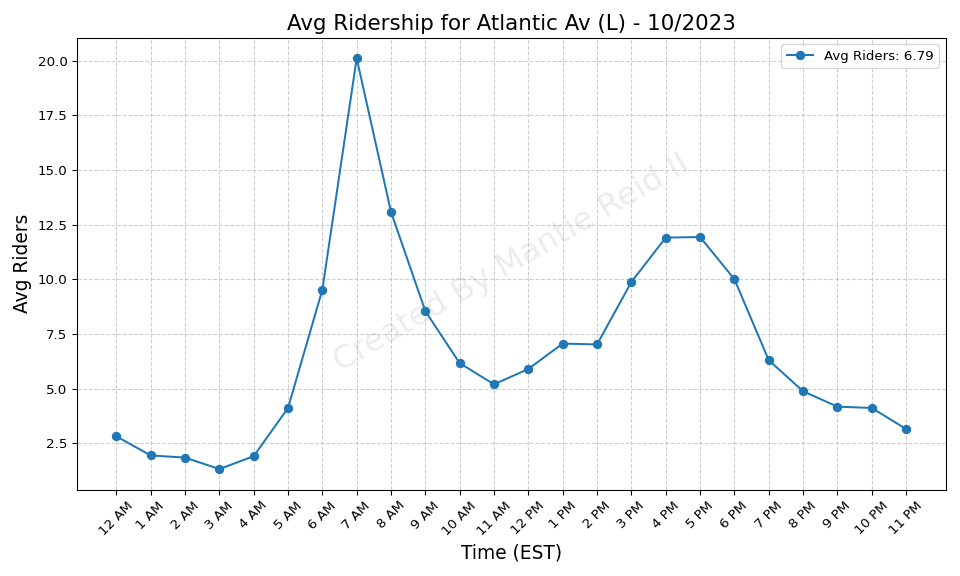 Avg Ridership for Atlantic Av (L) - 10/2023
Avg Riders: 6.79
20.0
17.5
15.0
12.5
10.0
7.5
5.0
2.5
Avg Riders
Created By Mantie Reid II
12 AM
1 AM
2 AM
3 AM
4 AM
5 AM
6 AM
7 AM
8 AM
9 AM
10 AM
11 AM
12 PM
1 PM
2 PM
3 PM
4 PM
5 PM
6 PM
7 PM
8 PM
9 PM
10 PM
11 PM
Time (EST)